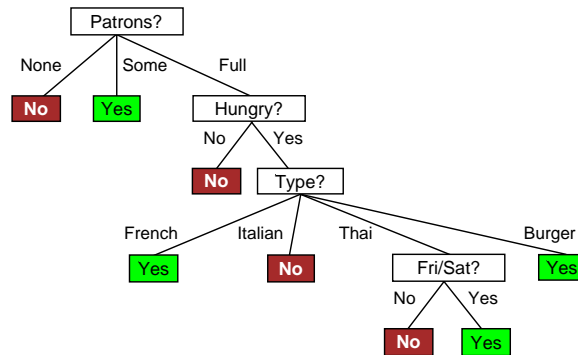 Patrons?
None Some Full
No Yes Hungry?
No Yes
No Type?
French Italian Thai Burger
Yes No Fri/Sat? Yes
No Yes
No Yes